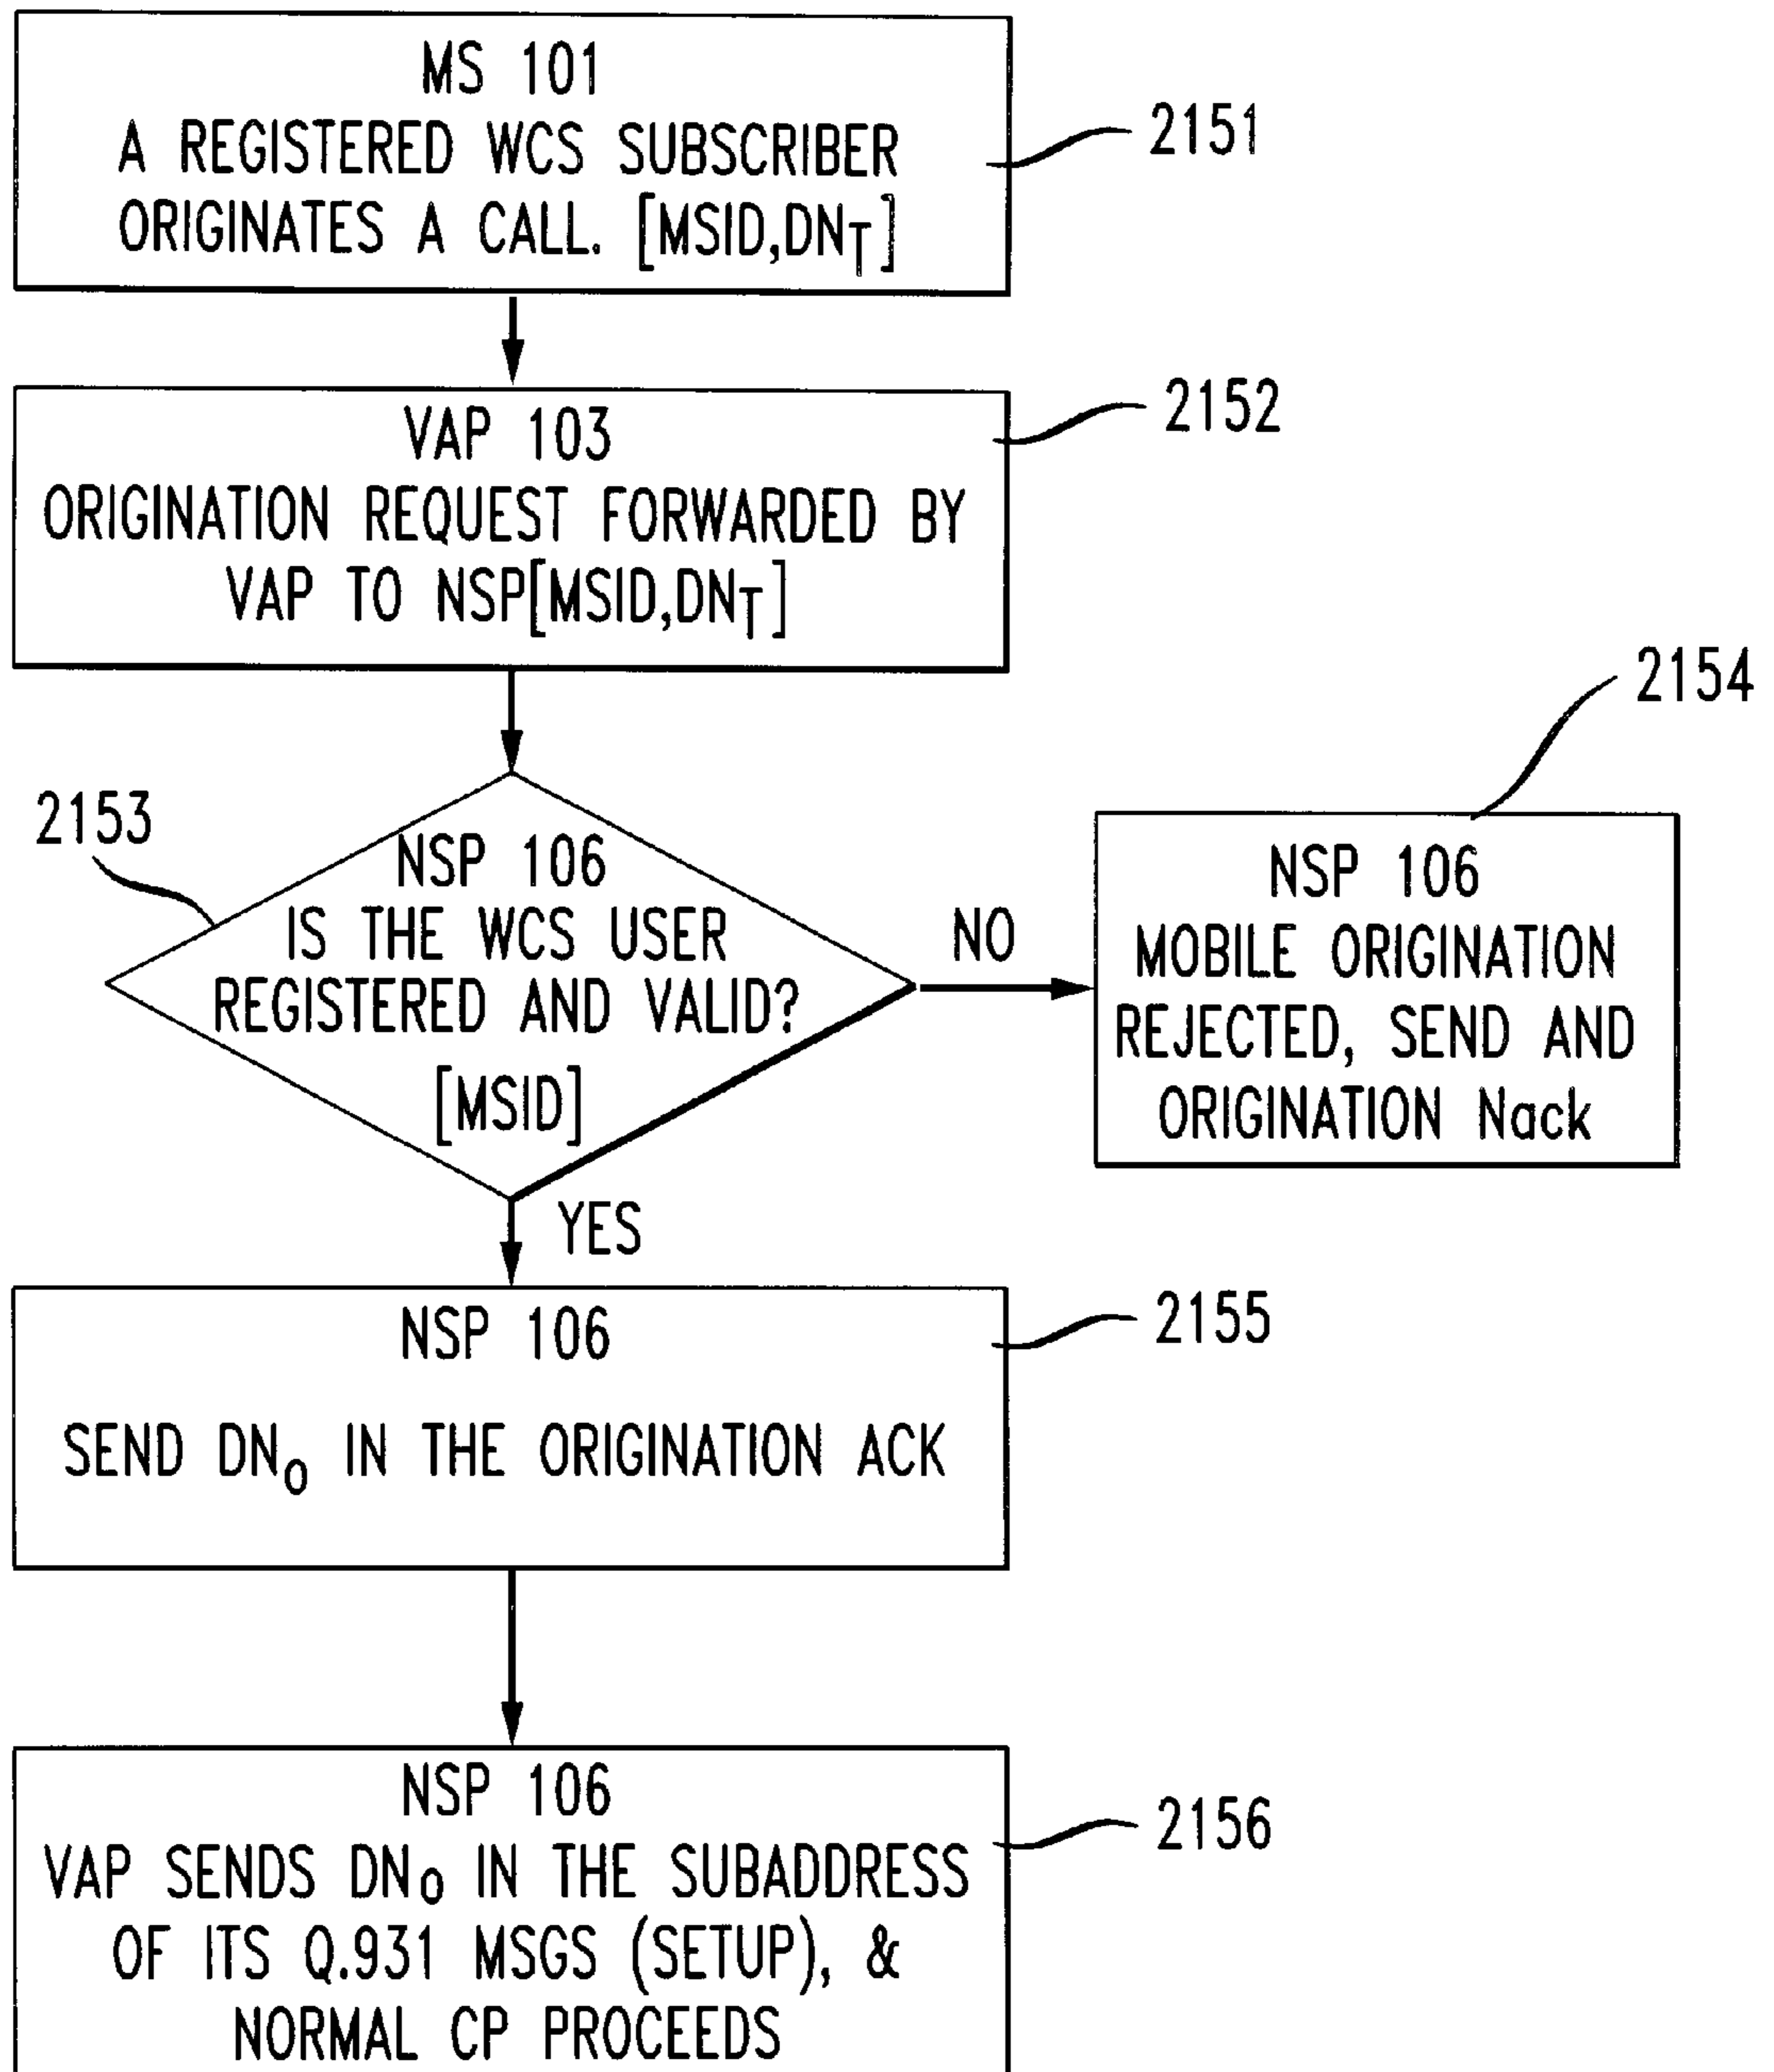 MS 101
A REGISTERED WCS SUBSCRIBER
ORIGINATES A CALL. [MSID,DNT]
2151
VAP 103
ORIGINATION REQUEST FORWARDED BY
VAP TO NSP[MSID,DNT]
2152
2153
NSP 106
IS THE WCS USER
REGISTERED AND VALID?
[MSID]
NO
2154
NSP 106
MOBILE ORIGINATION
REJECTED, SEND AND
ORIGINATION Nack
YES
NSP 106
SEND DNO IN THE ORIGINATION ACK
2155
NSP 106
VAP SENDS DNO IN THE SUBADDRESS
OF ITS Q.931 MSGS (SETUP), &
NORMAL CP PROCEEDS
2156